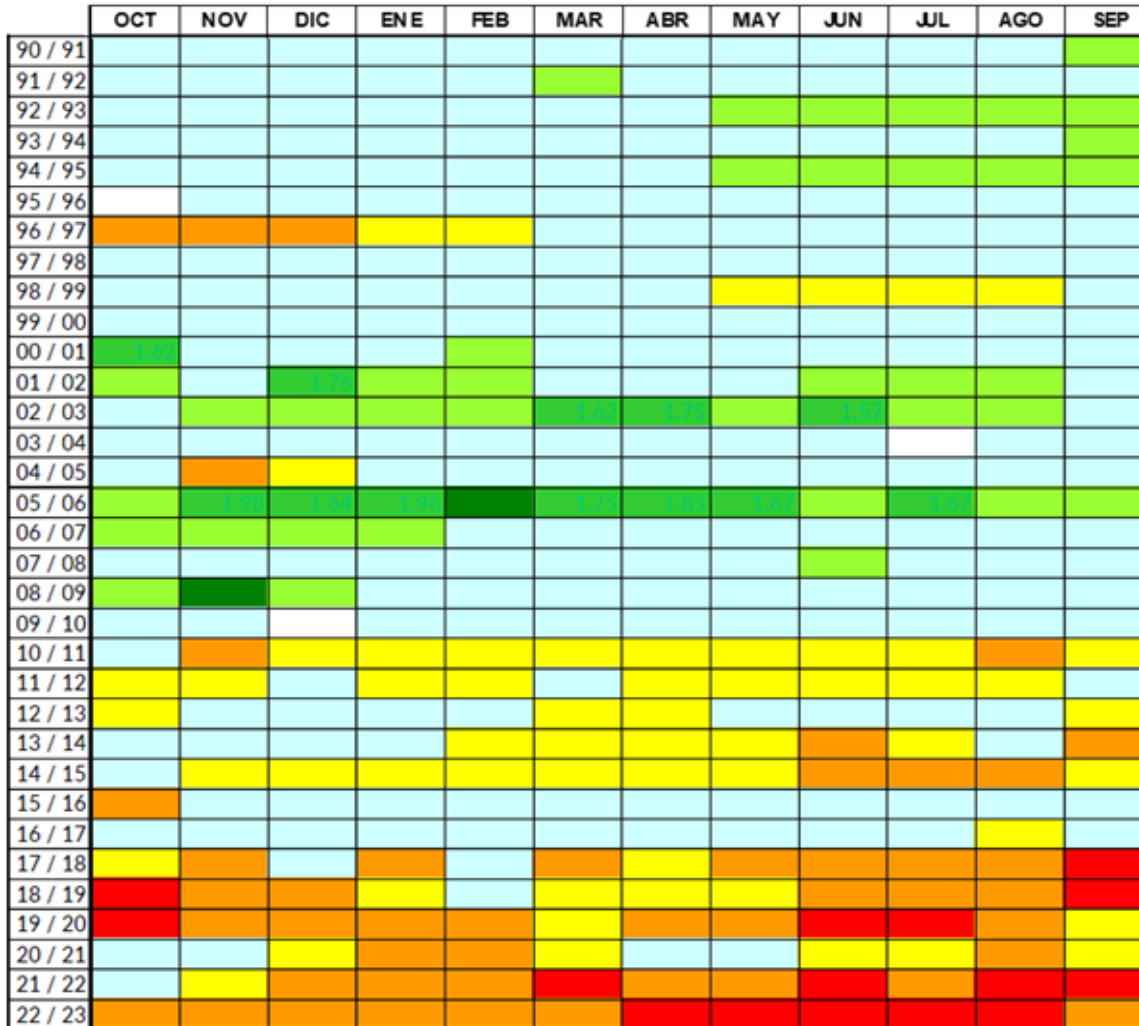 OCT NOV DIC ENE FEB MAR ABR MAY JUN JUL AGO SEP
90 / 91
91 / 92
92 / 93
93 / 94
94 / 95
95 / 96
96 / 97
97 / 98
98 / 99
99 / 00
00 / 01 1.62
01 / 02 1.76
02 / 03 1.62 1.75 1.57
03 / 04
04 / 05
05 / 06 1.98 1.64 1.96 1.75 1.85 1.67 1.67
06 / 07
07 / 08
08 / 09
09 / 10
10 / 11
11 / 12
12 / 13
13 / 14
14 / 15
15 / 16
16 / 17
17 / 18
18 / 19
19 / 20
20 / 21
21 / 22
22 / 23